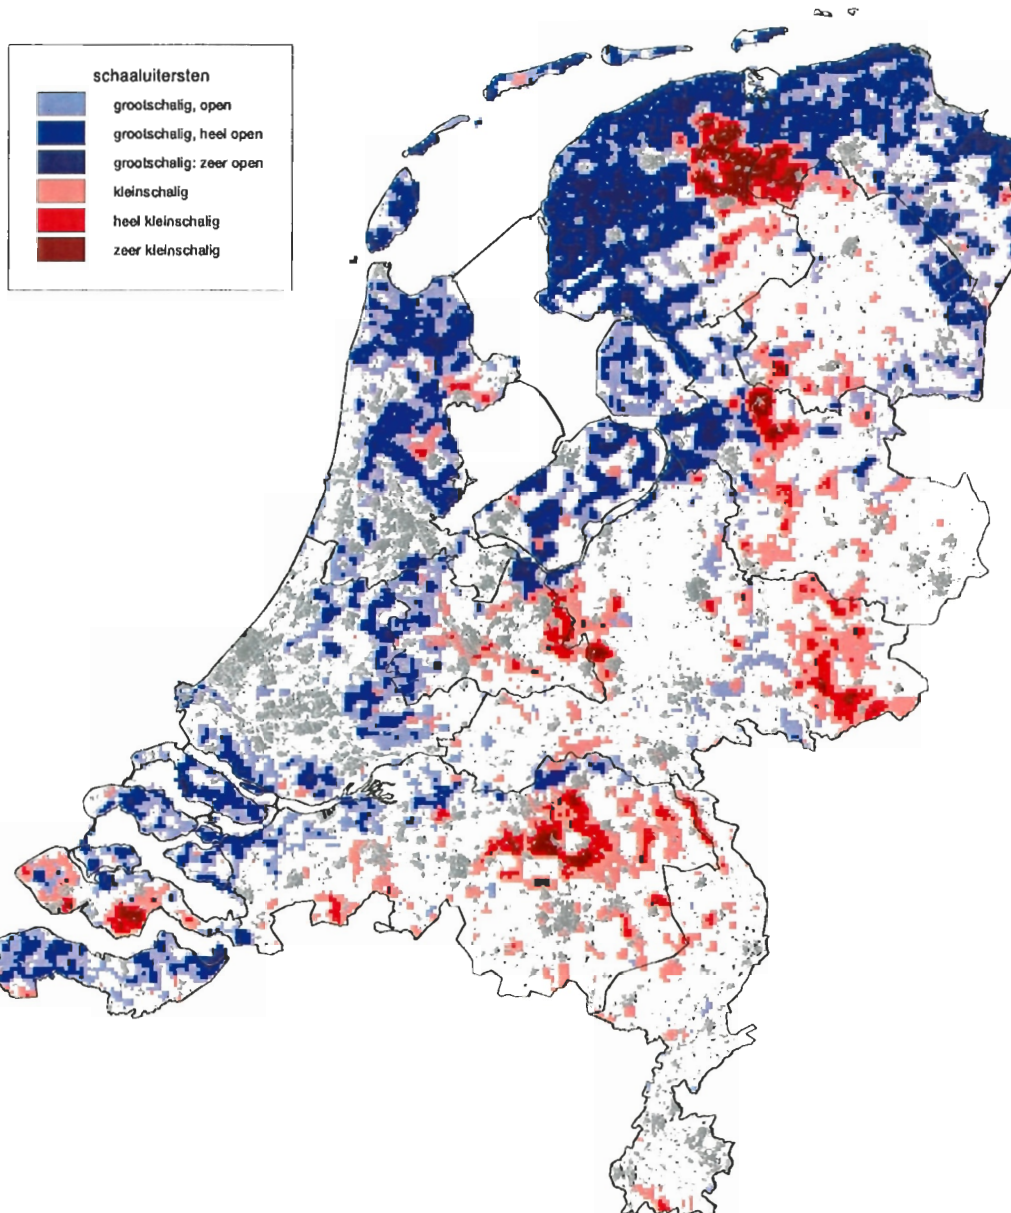 schaaluitersten
grootschalig, open
grootschalig, heel open
grootschalig: zeer open
kleinschalig
heel kleinschalig
zeer kleinschalig